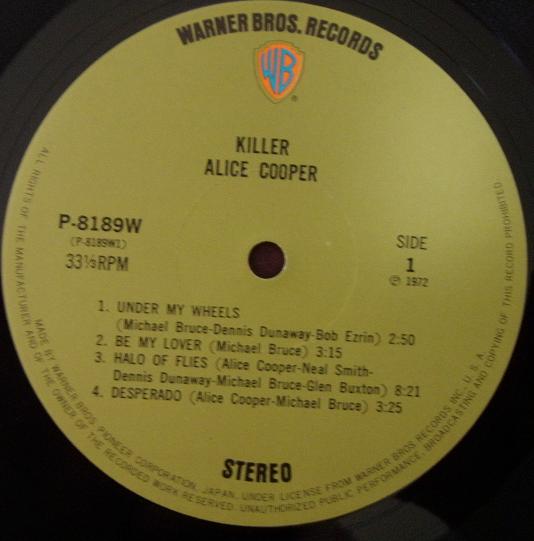 WARNER BROS. RECORDS
WB
®
KILLER
ALICE COOPER
P-8189W
(P-8189W1)
33⅓RPM
SIDE
1
℗ 1972
1. UNDER MY WHEELS
(Michael Bruce-Dennis Dunaway-Bob Ezrin) 2:50
2. BE MY LOVER (Michael Bruce) 3:15
3. HALO OF FLIES (Alice Cooper-Neal Smith-
Dennis Dunaway-Michael Bruce-Glen Buxton) 8:21
4. DESPERADO (Alice Cooper-Michael Bruce) 3:25
STEREO
MADE BY WARNER BROS. PIONEER CORPORATION, JAPAN, UNDER LICENSE FROM WARNER BROS. RECORDS INC., U.S.A.
ALL RIGHTS OF THE MANUFACTURER AND OF THE OWNER OF THE RECORDED WORK RESERVED. UNAUTHORIZED PUBLIC PERFORMANCE, BROADCASTING AND COPYING OF THIS RECORD PROHIBITED.